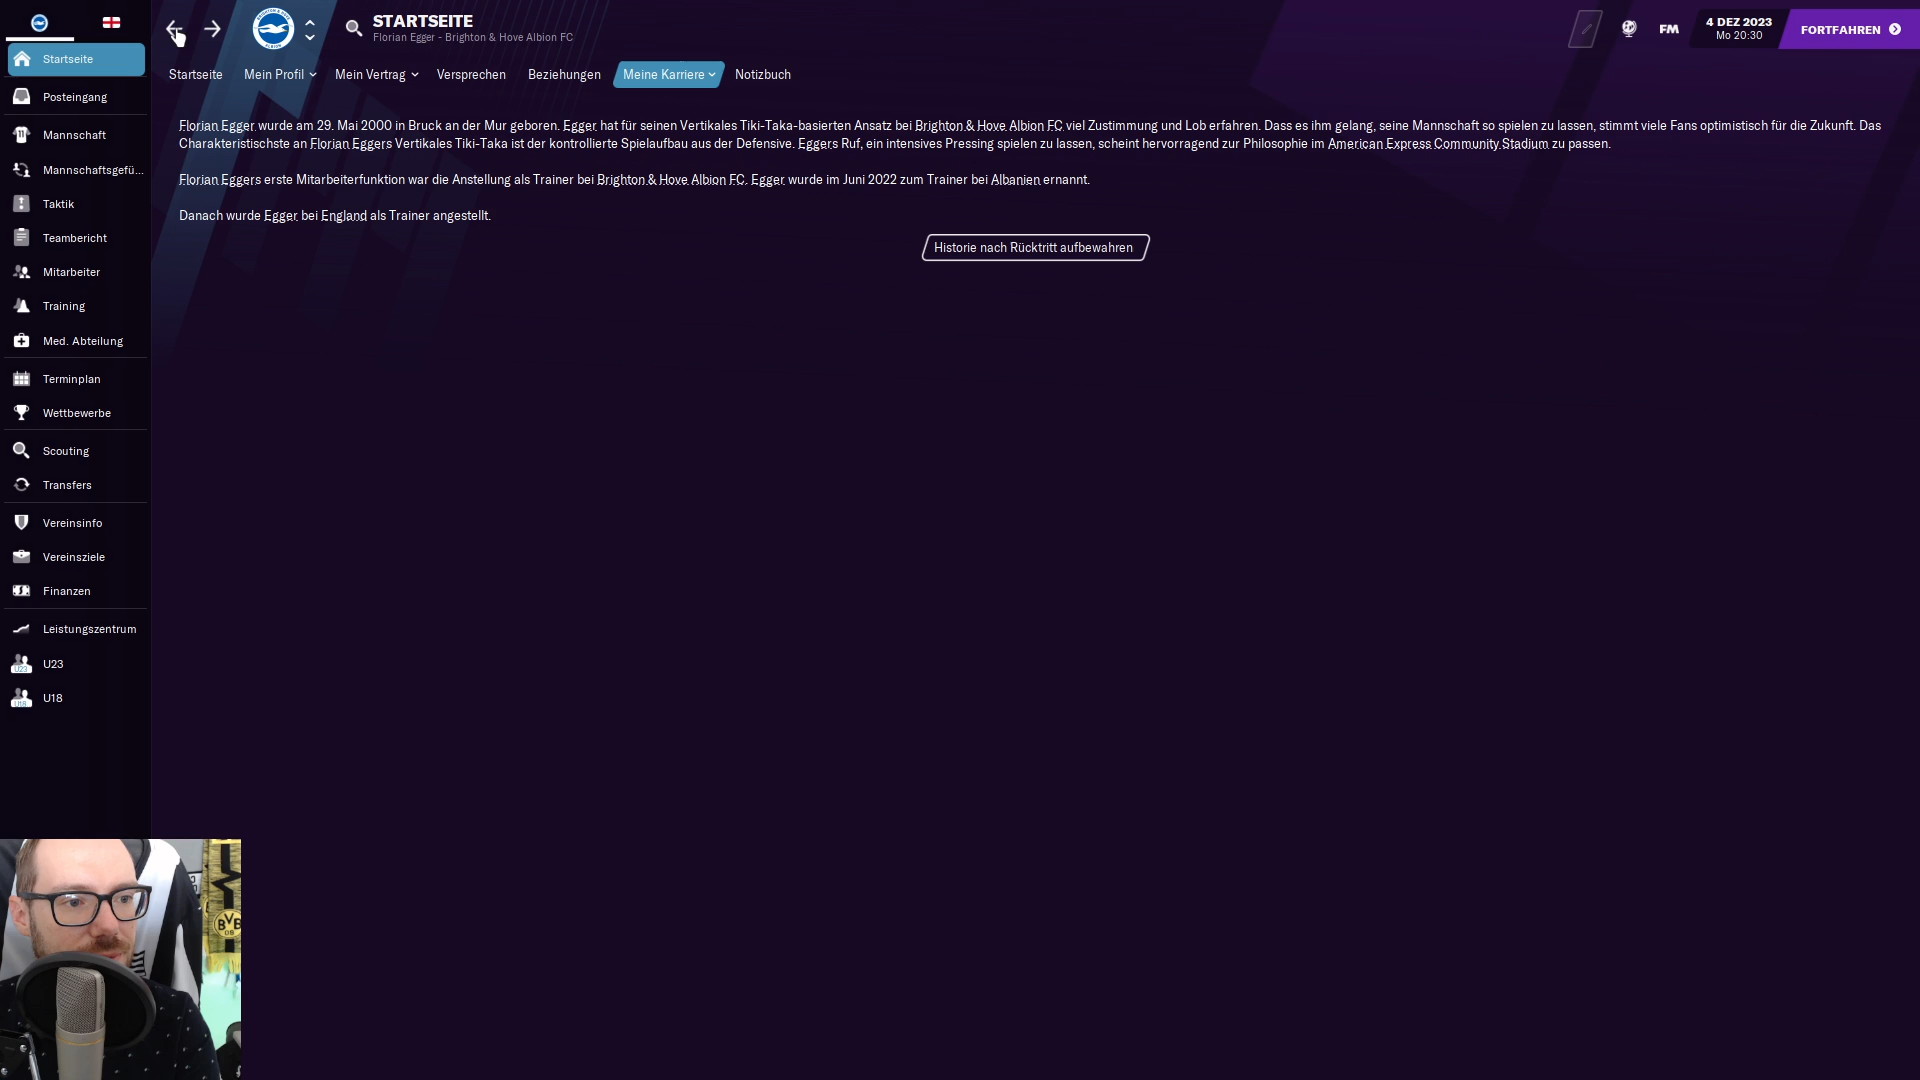 STARTSEITE
Florian Egger - Brighton & Hove Albion FC
FM
4 DEZ 2023
Mo 20:30
FORTFAHREN
Startseite
Mein Profil
Mein Vertrag
Versprechen
Beziehungen
Meine Karriere
Notizbuch
Startseite
Posteingang
Mannschaft
Mannschaftsgefü...
Taktik
Teambericht
Mitarbeiter
Training
Med. Abteilung
Terminplan
Wettbewerbe
Scouting
Transfers
Vereinsinfo
Vereinsziele
Finanzen
Leistungszentrum
U23
U18
Florian Egger wurde am 29. Mai 2000 in Bruck an der Mur geboren. Egger hat für seinen Vertikales Tiki-Taka-basierten Ansatz bei Brighton & Hove Albion FC viel Zustimmung und Lob erfahren. Dass es ihm gelang, seine Mannschaft so spielen zu lassen, stimmt viele Fans optimistisch für die Zukunft. Das
Charakteristischste an Florian Eggers Vertikales Tiki-Taka ist der kontrollierte Spielaufbau aus der Defensive. Eggers Ruf, ein intensives Pressing spielen zu lassen, scheint hervorragend zur Philosophie im American Express Community Stadium zu passen.
Florian Eggers erste Mitarbeiterfunktion war die Anstellung als Trainer bei Brighton & Hove Albion FC. Egger wurde im Juni 2022 zum Trainer bei Albanien ernannt.
Danach wurde Egger bei England als Trainer angestellt.
Historie nach Rücktritt aufbewahren
BVB
09